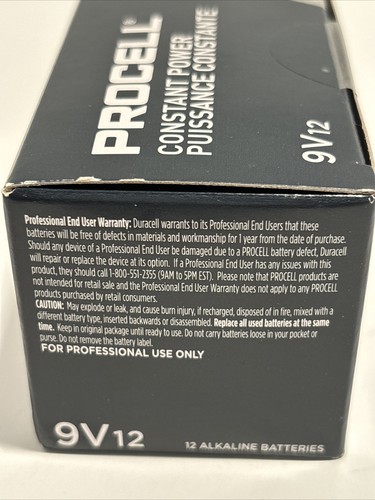 PROCELL
CONSTANT POWER
PUISSANCE CONSTANTE
9V12
Professional End User Warranty: Duracell warrants to its Professional End Users that these
batteries will be free of defects in materials and workmanship for 1 year from the date of purchase.
Should any device of a Professional End User be damaged due to a PROCELL battery defect, Duracell
will repair or replace the device at its option. If a Professional End User has any issues with this
product, they should call 1-800-551-2355 (9AM to 5PM EST). Please note that PROCELL products are
not intended for retail sale and the Professional End User Warranty does not apply to any PROCELL
products purchased by retail consumers.
CAUTION: May explode or leak, and cause burn injury, if recharged, disposed of in fire, mixed with a
different battery type, inserted backwards or disassembled. Replace all used batteries at the same
time. Keep in original package until ready to use. Do not carry batteries loose in your pocket or
purse. Do not remove the battery label.
FOR PROFESSIONAL USE ONLY
9V12
12 ALKALINE BATTERIES